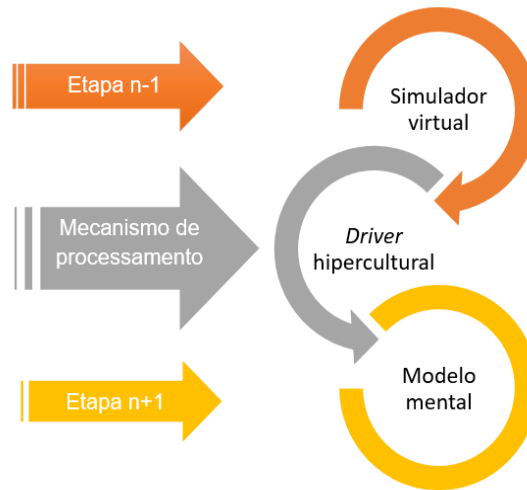 Etapa n-1
Simulador
virtual
Mecanismo de
processamento
Driver
hipercultural
Etapa n+1
Modelo
mental